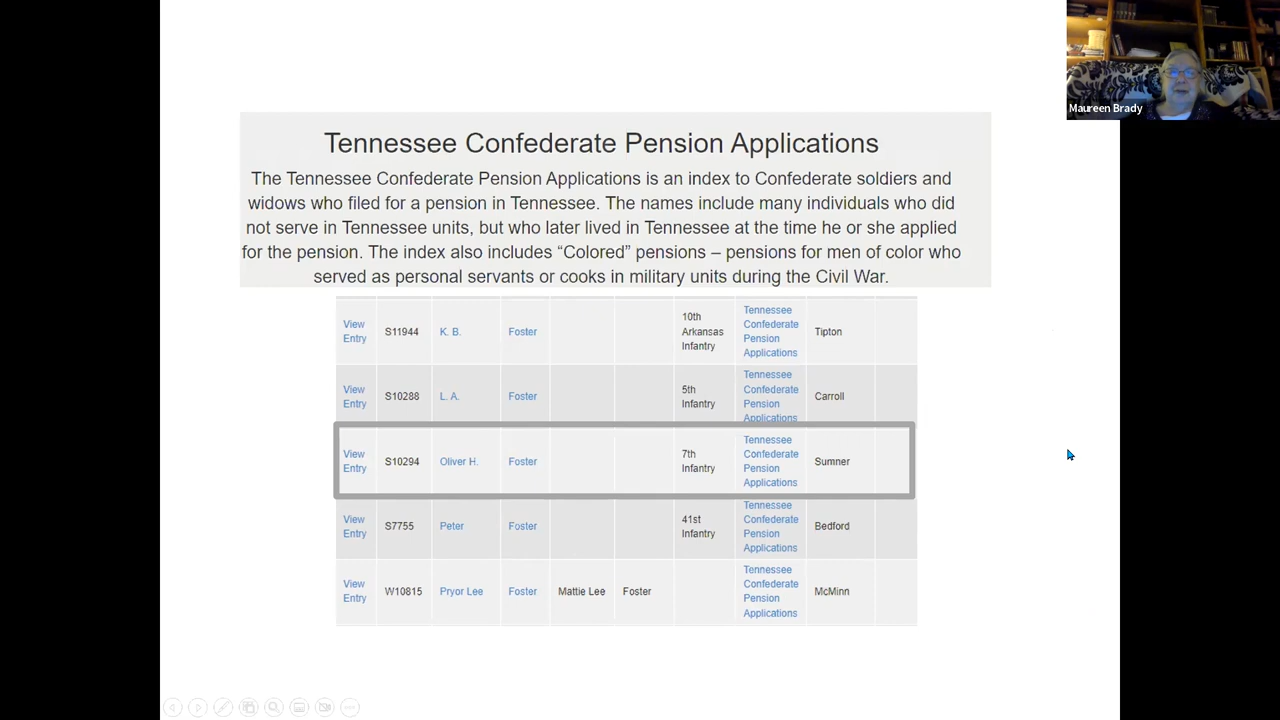 Maureen Brady
Tennessee Confederate Pension Applications
The Tennessee Confederate Pension Applications is an index to Confederate soldiers and
widows who filed for a pension in Tennessee. The names include many individuals who did
not serve in Tennessee units, but who later lived in Tennessee at the time he or she applied
for the pension. The index also includes “Colored” pensions – pensions for men of color who
served as personal servants or cooks in military units during the Civil War.
View Entry S11944 K. B. Foster 10th Arkansas Infantry Tennessee Confederate Pension Applications Tipton
View Entry S10288 L. A. Foster 5th Infantry Tennessee Confederate Pension Applications Carroll
View Entry S10294 Oliver H. Foster 7th Infantry Tennessee Confederate Pension Applications Sumner
View Entry S7755 Peter Foster 41st Infantry Tennessee Confederate Pension Applications Bedford
View Entry W10815 Pryor Lee Foster Mattie Lee Foster Tennessee Confederate Pension Applications McMinn